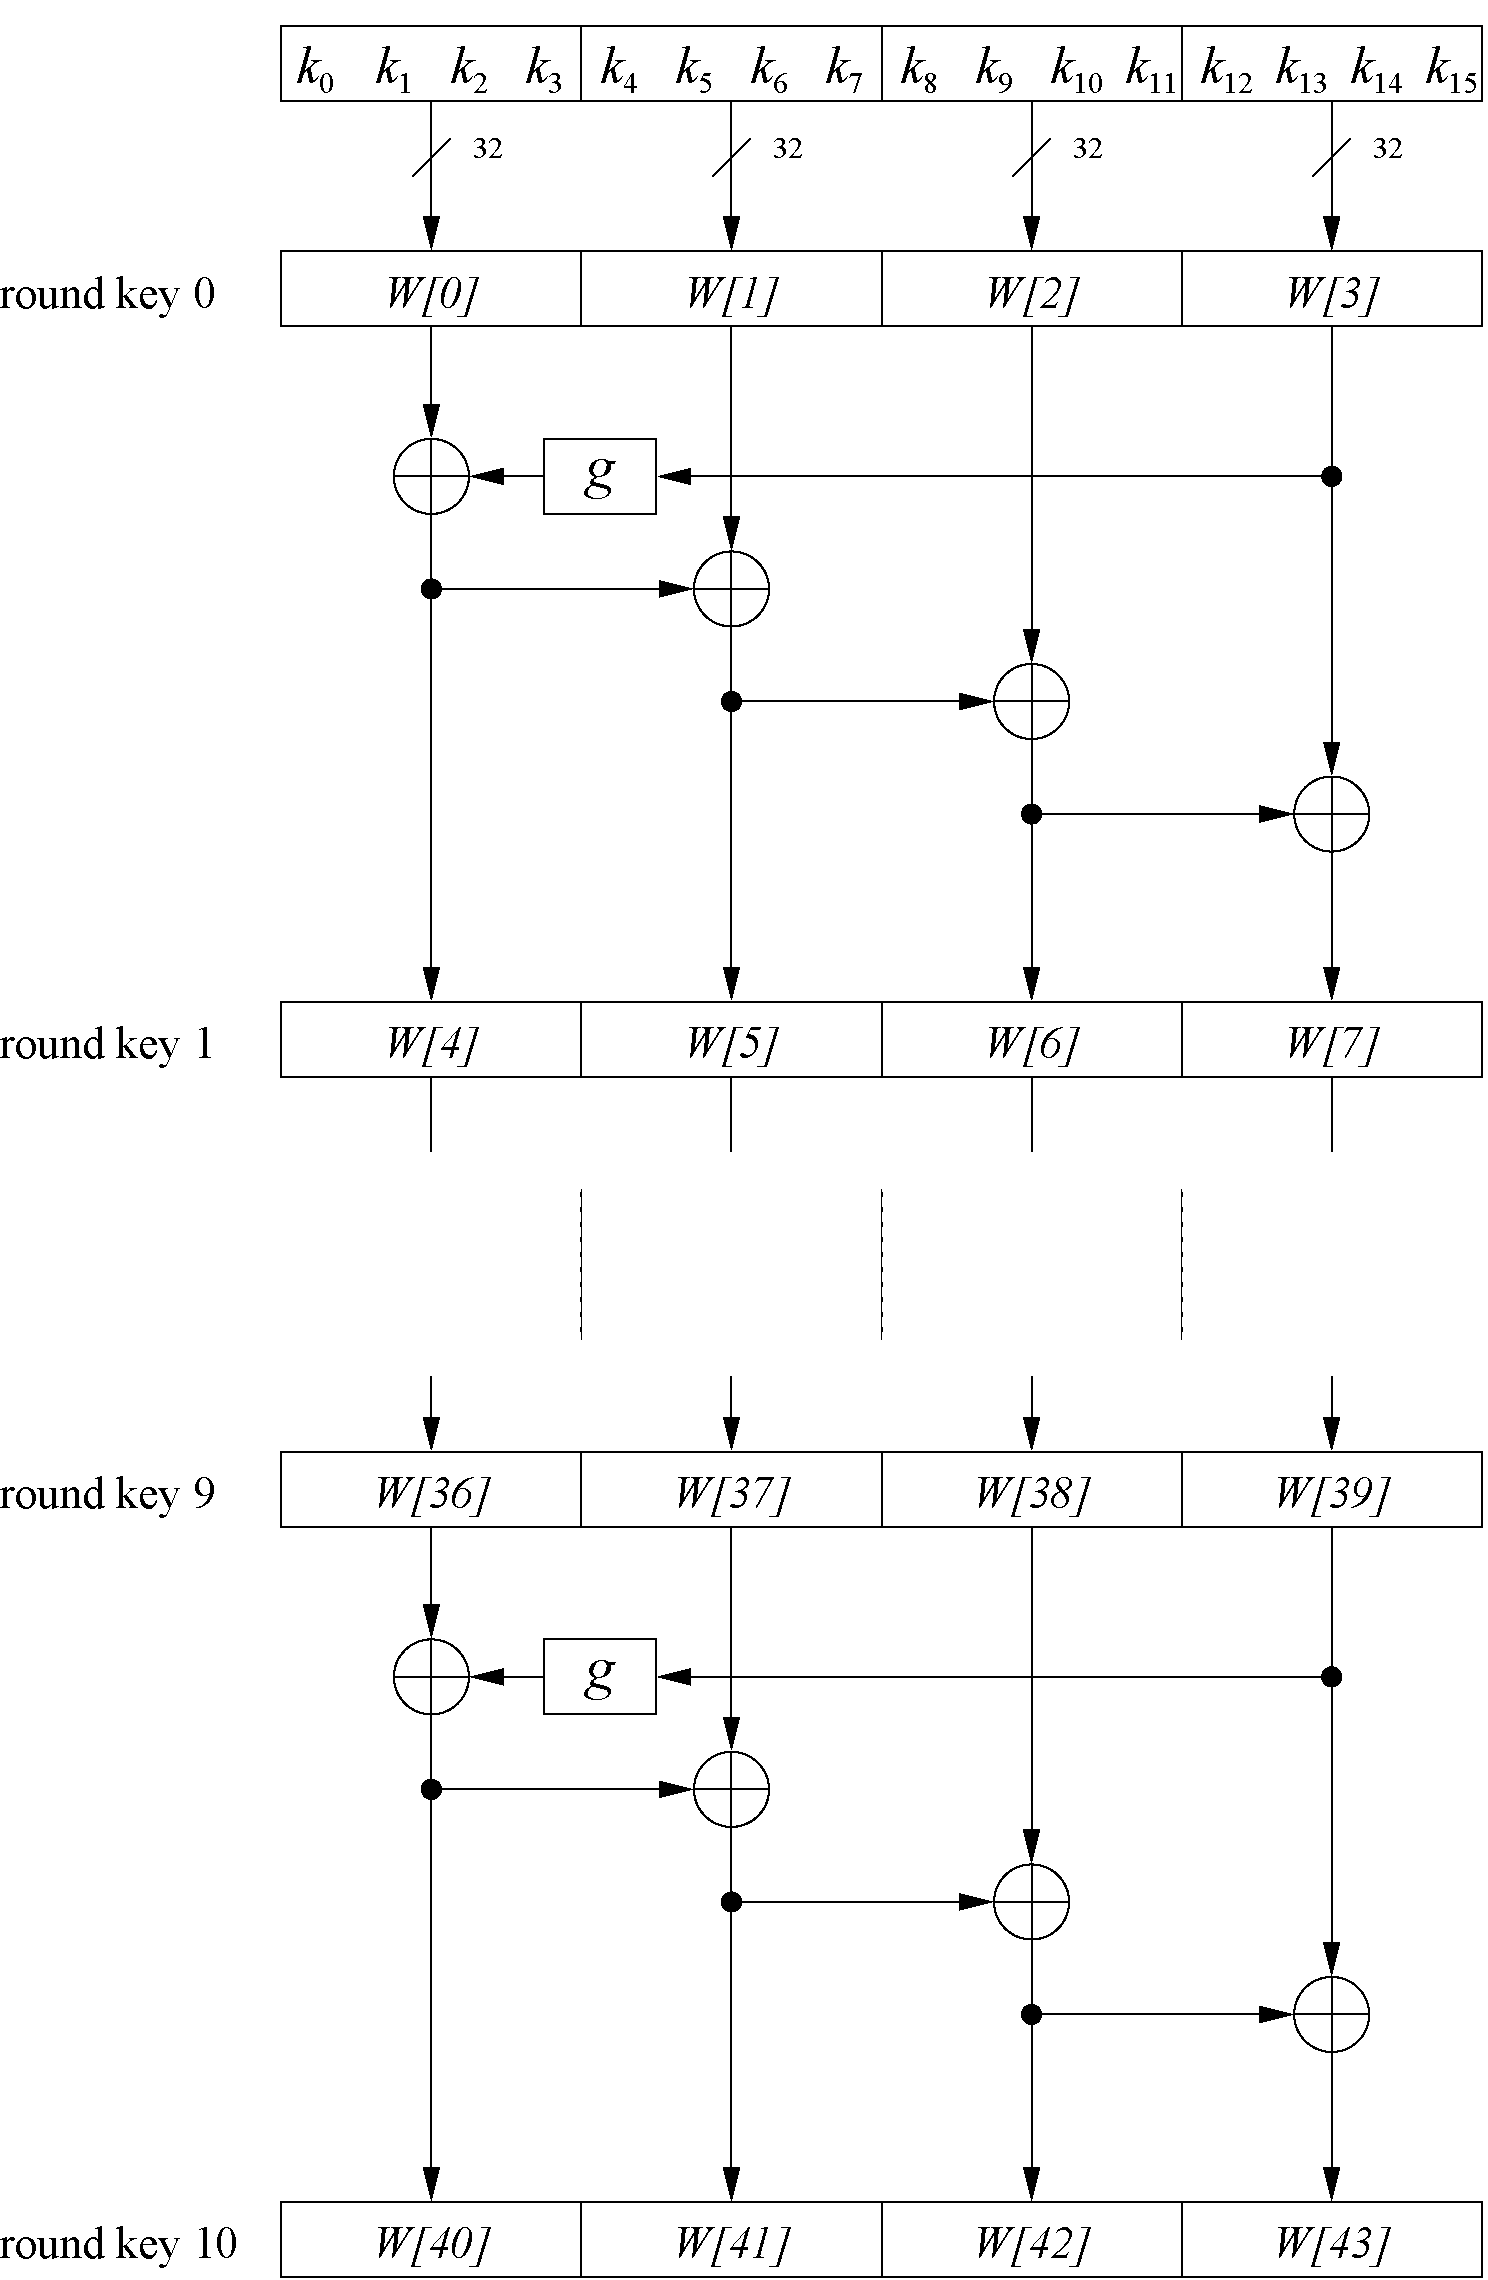 k0 k1 k2 k3 k4 k5 k6 k7 k8 k9 k10 k11 k12 k13 k14 k15
32 32 32 32
round key 0 W[0] W[1] W[2] W[3]
g
round key 1 W[4] W[5] W[6] W[7]
round key 9 W[36] W[37] W[38] W[39]
g
round key 10 W[40] W[41] W[42] W[43]